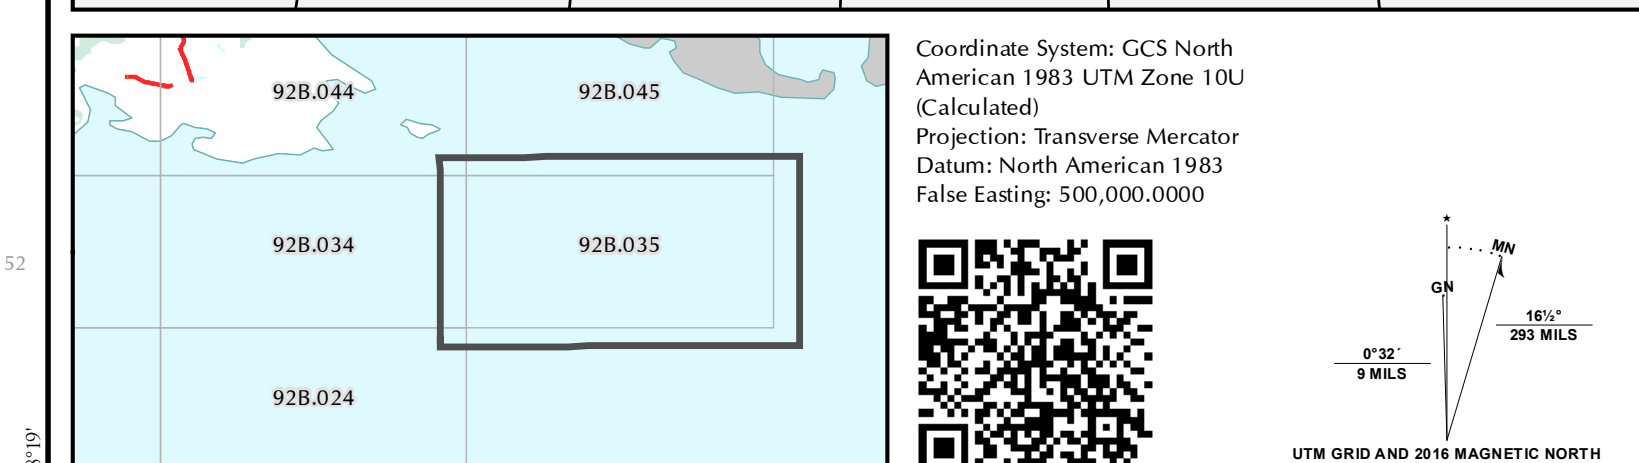 92B.044
92B.045
92B.034
92B.035
92B.024
52
8°19'
Coordinate System: GCS North
American 1983 UTM Zone 10U
(Calculated)
Projection: Transverse Mercator
Datum: North American 1983
False Easting: 500,000.0000
MN
GN
16½°
293 MILS
0°32´
9 MILS
UTM GRID AND 2016 MAGNETIC NORTH